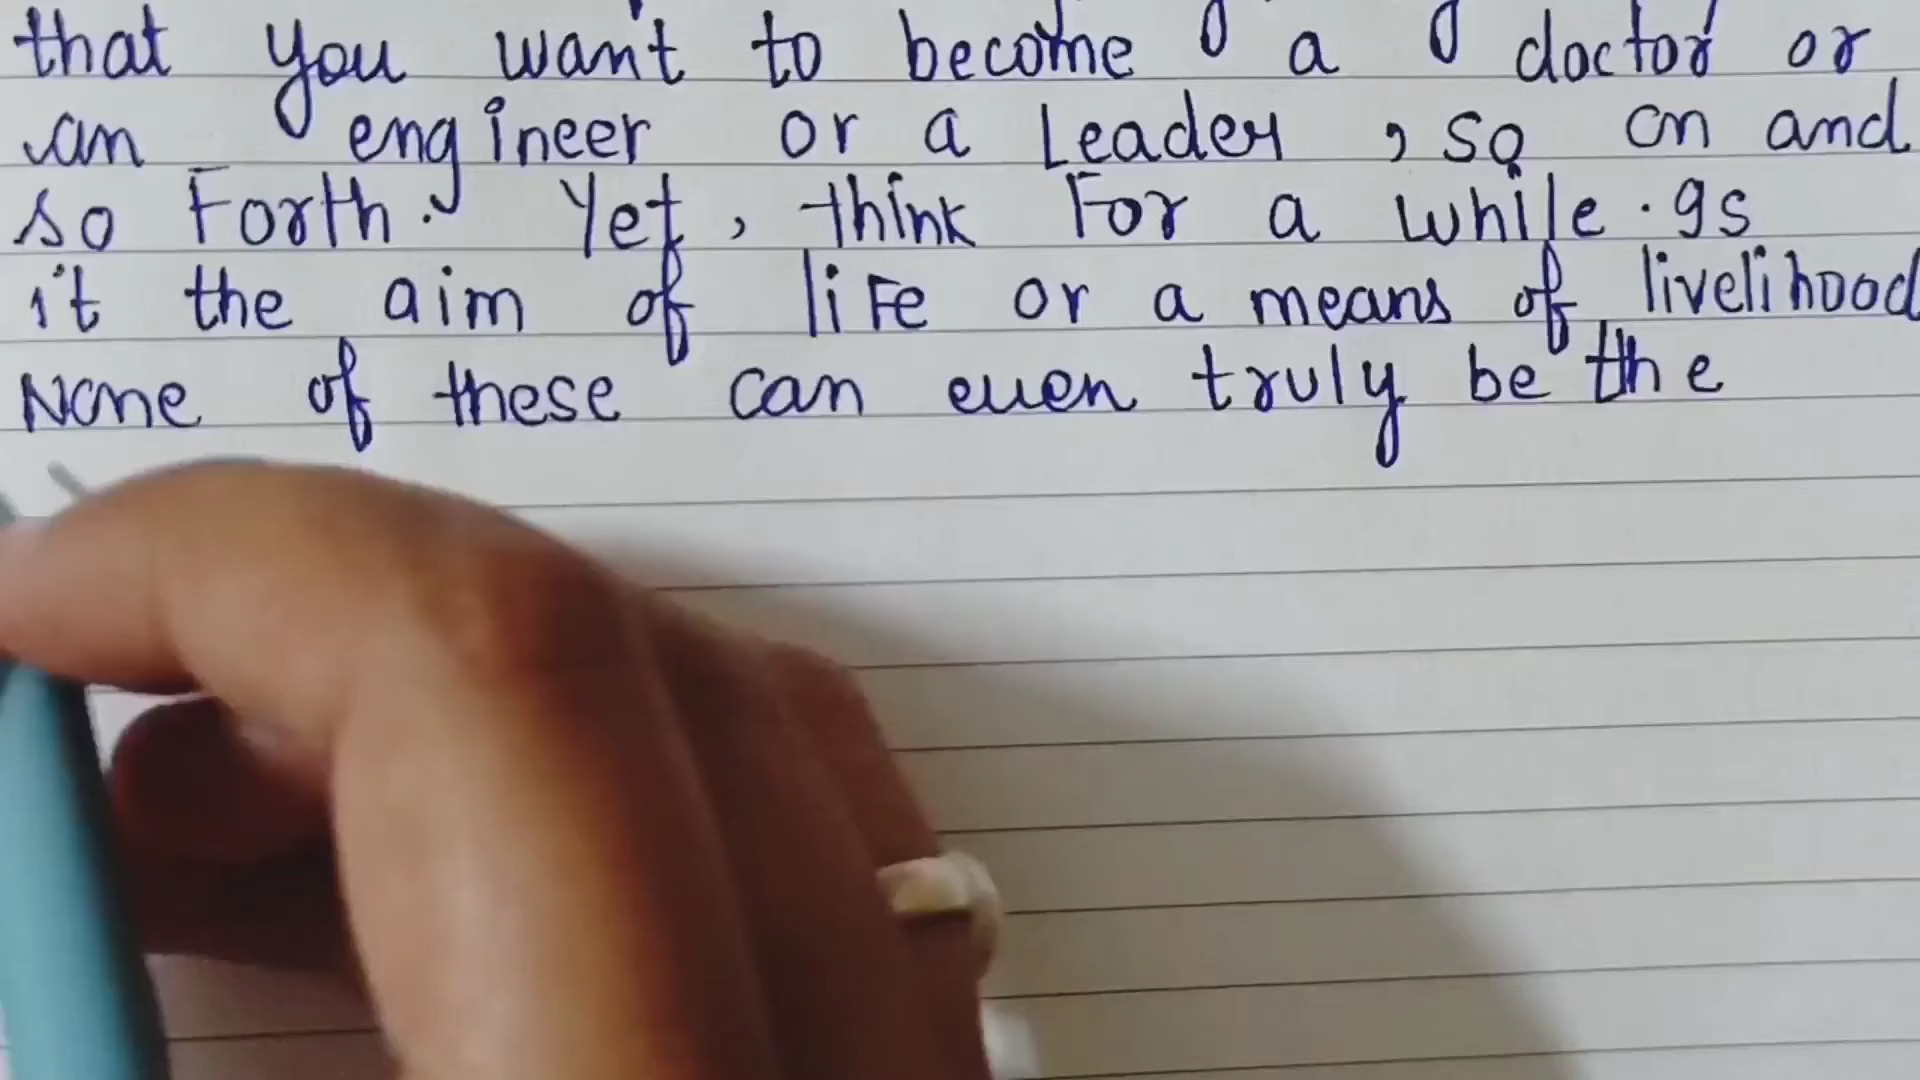 that you want to become a doctor or
an engineer or a Leader, so on and
so Forth. Yet, think For a while. Is
it the aim of life or a means of livelihood
None of these can even truly be the